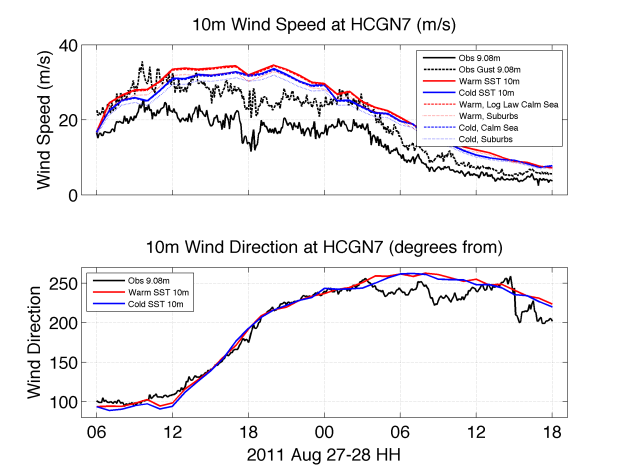 10m Wind Speed at HCGN7 (m/s)
Wind Speed (m/s)
40
20
0
Obs 9.08m
Obs Gust 9.08m
Warm SST 10m
Cold SST 10m
Warm, Log Law Calm Sea
Warm, Suburbs
Cold, Calm Sea
Cold, Suburbs
10m Wind Direction at HCGN7 (degrees from)
Wind Direction
250
200
150
100
Obs 9.08m
Warm SST 10m
Cold SST 10m
06 12 18 00 06 12 18
2011 Aug 27-28 HH